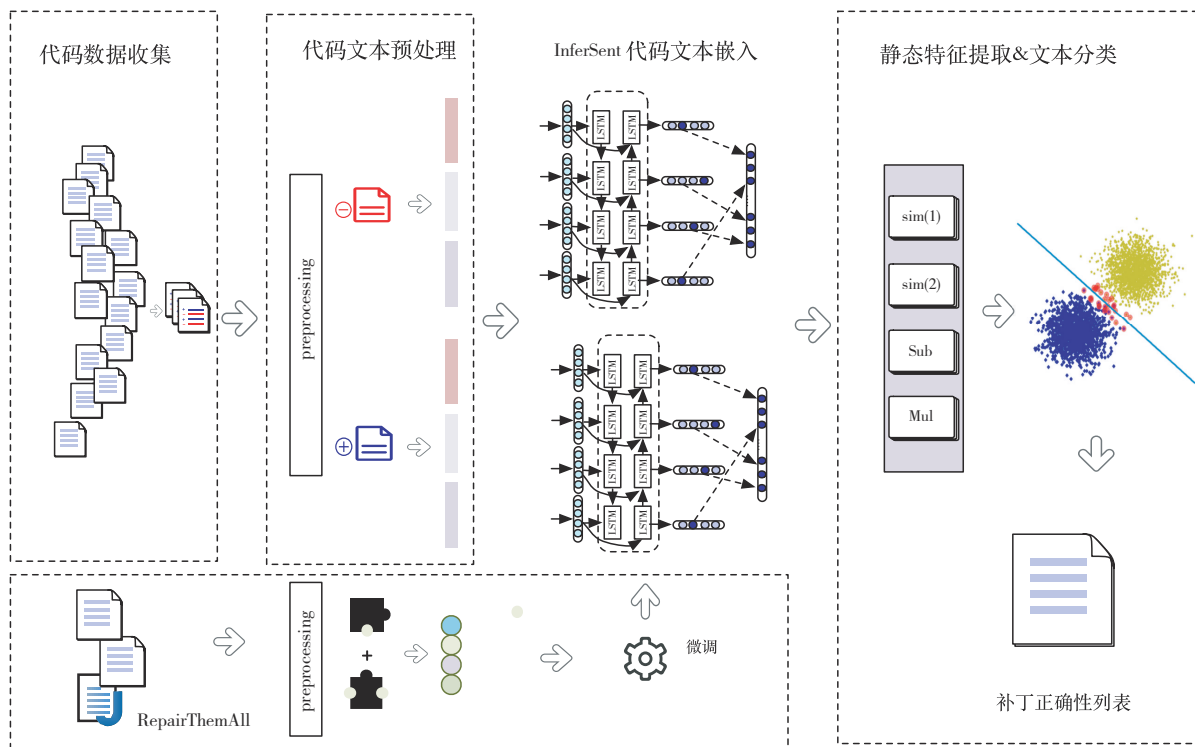 代码数据收集
代码文本预处理
preprocessing
InferSent 代码文本嵌入
LSTM LSTM
LSTM LSTM
LSTM LSTM
LSTM LSTM
LSTM LSTM
LSTM LSTM
LSTM LSTM
LSTM LSTM
静态特征提取&文本分类
sim(1)
sim(2)
Sub
Mul
补丁正确性列表
RepairThemAll
preprocessing
+
微调